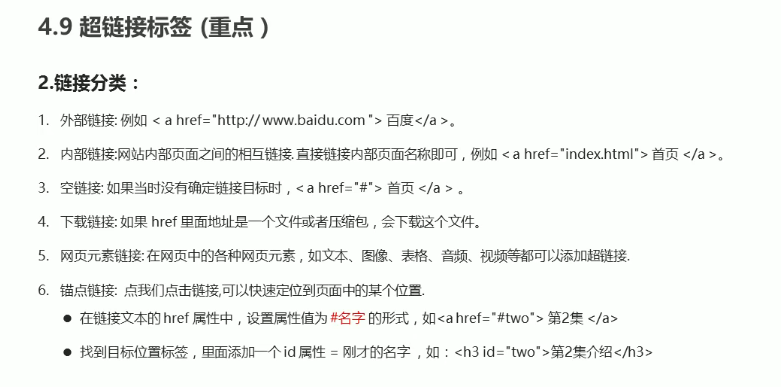 4.9 超链接标签 (重点)
2.链接分类：
1. 外部链接: 例如 < a href="http:// www.baidu.com "> 百度</a >。
2. 内部链接:网站内部页面之间的相互链接. 直接链接内部页面名称即可，例如 < a href="index.html"> 首页 </a >。
3. 空链接: 如果当时没有确定链接目标时，< a href="#"> 首页 </a > 。
4. 下载链接: 如果 href 里面地址是一个文件或者压缩包，会下载这个文件。
5. 网页元素链接: 在网页中的各种网页元素，如文本、图像、表格、音频、视频等都可以添加超链接.
6. 锚点链接: 点我们点击链接,可以快速定位到页面中的某个位置.
● 在链接文本的 href 属性中，设置属性值为 #名字 的形式，如<a href="#two"> 第2集 </a>
● 找到目标位置标签，里面添加一个 id 属性 = 刚才的名字，如：<h3 id="two">第2集介绍</h3>